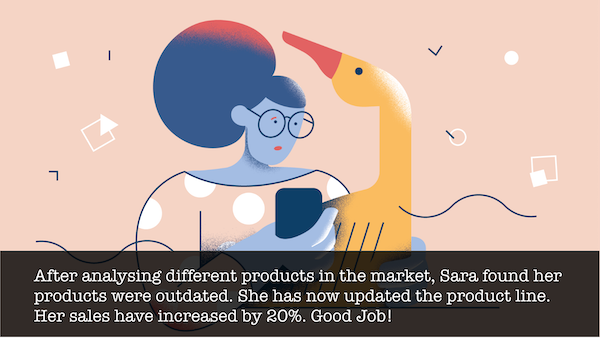 After analysing different products in the market, Sara found her
products were outdated. She has now updated the product line.
Her sales have increased by 20%. Good Job!